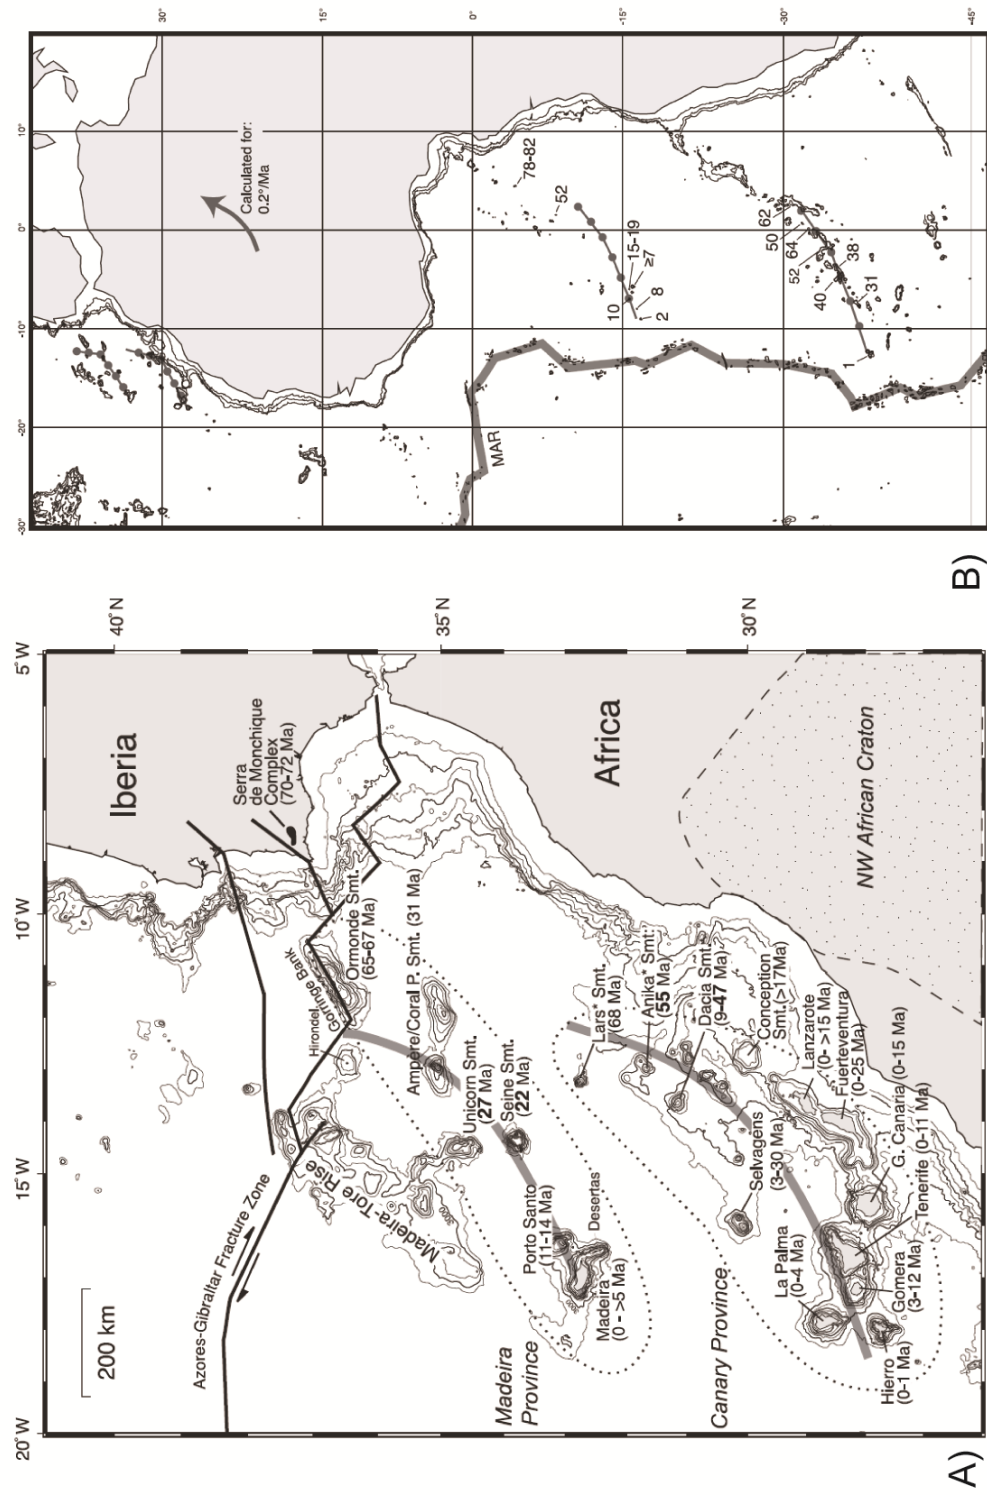 A)
20°W
15°W
10°W
5°W
40°N
35°N
30°N
200 km
Iberia
Africa
NW African Craton
Azores-Gibraltar Fracture Zone
Serra
de Monchique
Complex
(70-72 Ma)
Gorringe Bank
Hirondel
Ormonde Smt.
(65-67 Ma)
Madeira-Tore Rise
Ampere/Coral P. Smt. (31 Ma)
Unicorn Smt.
(27 Ma)
Seine Smt.
(22 Ma)
Porto Santo
(11-14 Ma)
Desertas
Madeira
(0 - >5 Ma)
Madeira
Province
Canary Province
Lars* Smt.
(68 Ma)
Anika* Smt.
(55 Ma)
Dacia Smt.
(9-47 Ma)
Conception
Smt.(>17Ma)
Selvagens
(3-30 Ma)
Lanzarote
(0- >15 Ma)
Fuerteventura
(0-25 Ma)
G. Canaria (0-15 Ma)
Tenerife (0-11 Ma)
La Palma
(0-4 Ma)
Gomera
(3-12 Ma)
Hierro
(0-1 Ma)
B)
-30°
-20°
-10°
0°
10°
30°
15°
0°
-15°
-30°
-45°
Calculated for:
0.2°/Ma
MAR
78-82
52
15-19
≥7
10
8
2
62
50
64
52
38
40
31
1